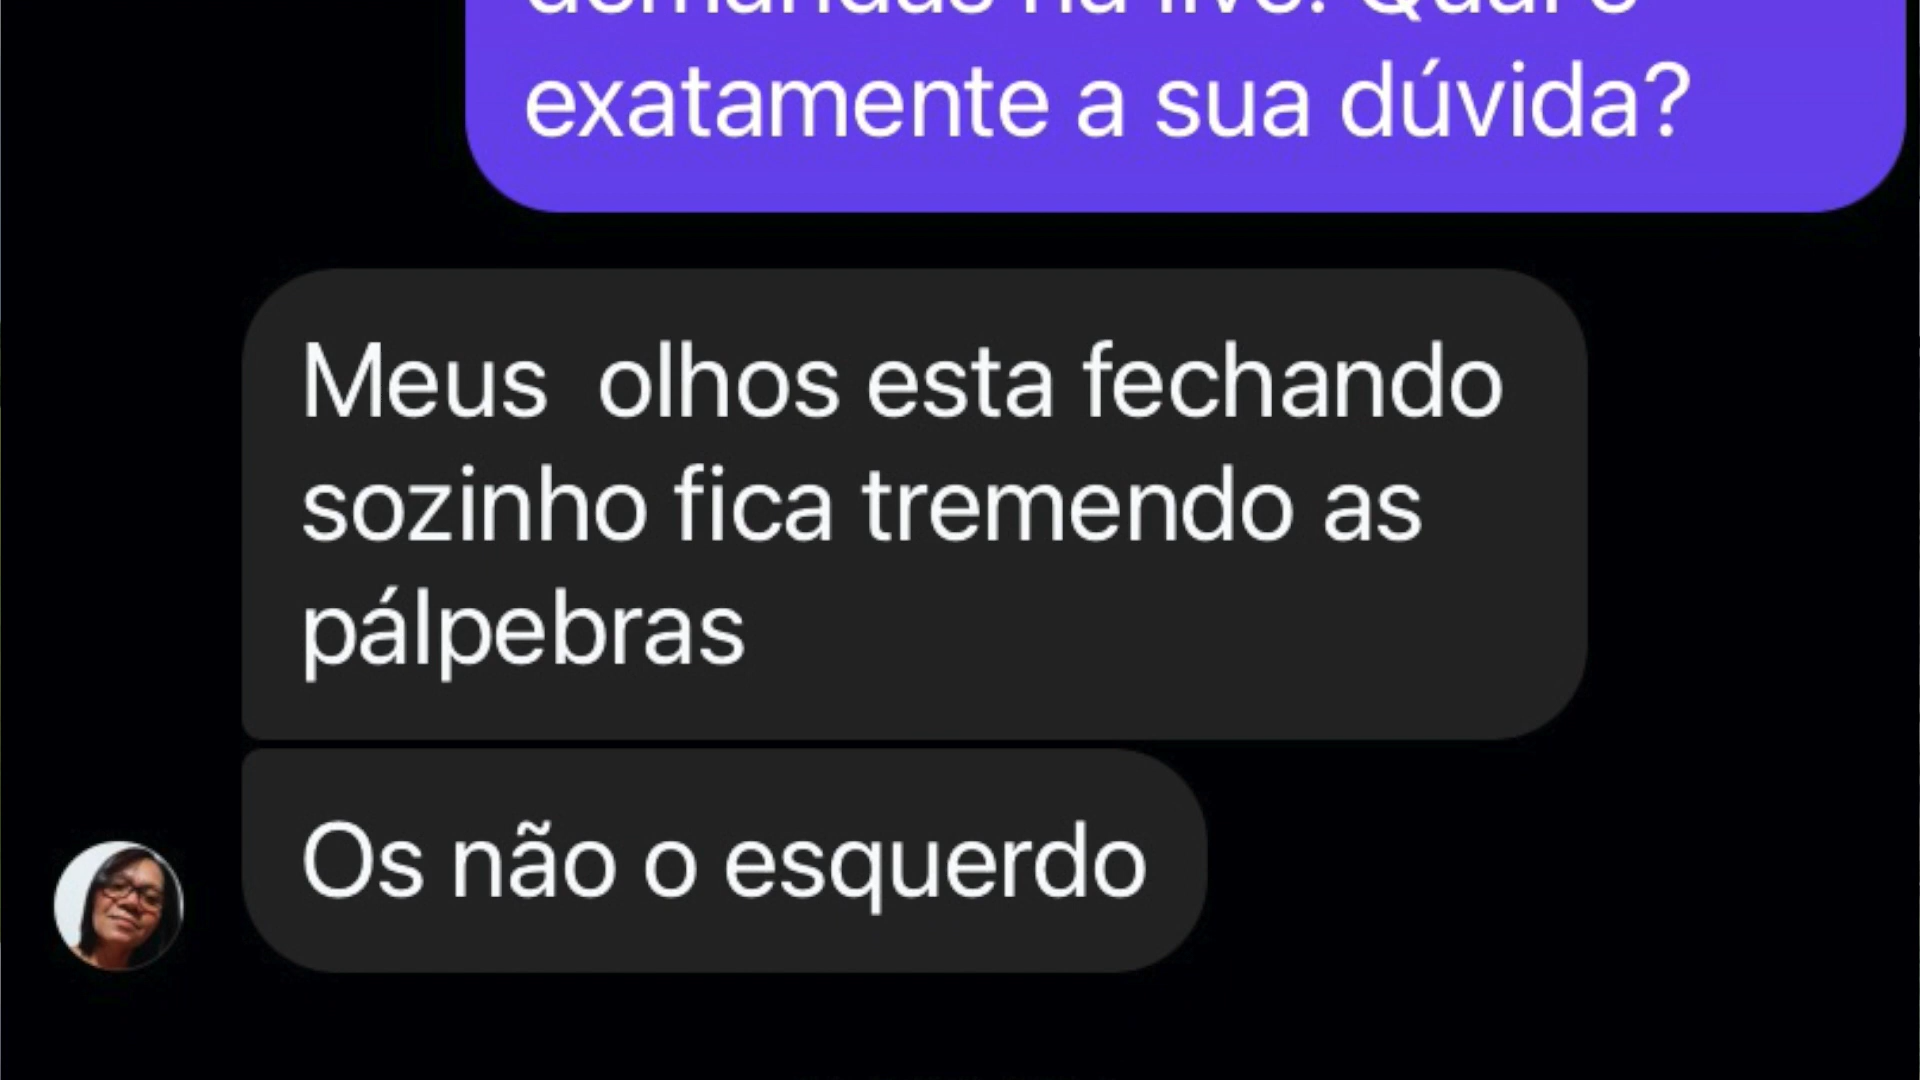 exatamente a sua dúvida?
Meus  olhos esta fechando
sozinho fica tremendo as
pálpebras
Os não o esquerdo